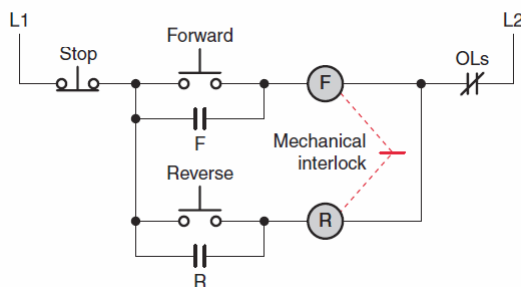 L1
L2
Stop
Forward
OLs
F
F
Mechanical
interlock
Reverse
R
R